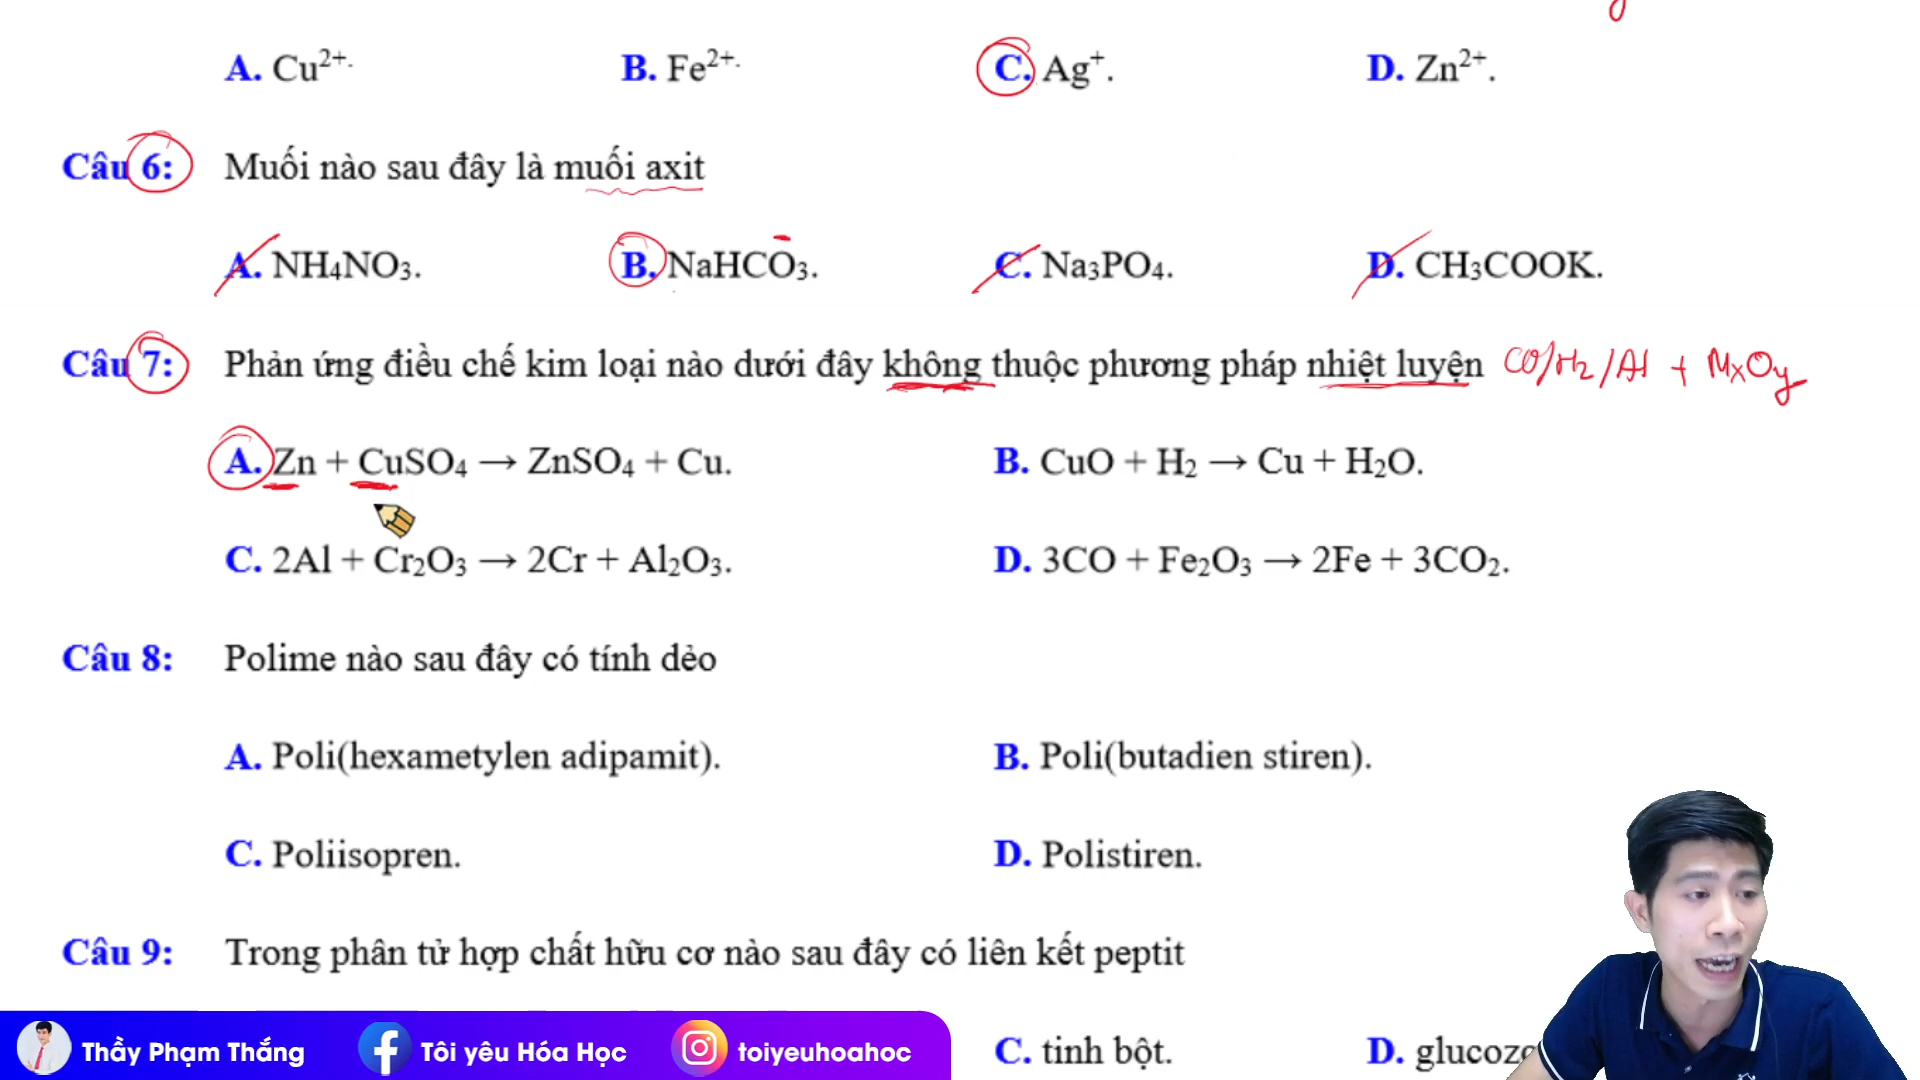 A. Cu²⁺. B. Fe²⁺. C. Ag⁺. D. Zn²⁺.
Câu 6: Muối nào sau đây là muối axit
A. NH₄NO₃. B. NaHCO₃. C. Na₃PO₄. D. CH₃COOK.
Câu 7: Phản ứng điều chế kim loại nào dưới đây không thuộc phương pháp nhiệt luyện CO/H₂/Al + MₓOᵧ
A. Zn + CuSO₄ → ZnSO₄ + Cu. B. CuO + H₂ → Cu + H₂O.
C. 2Al + Cr₂O₃ → 2Cr + Al₂O₃. D. 3CO + Fe₂O₃ → 2Fe + 3CO₂.
Câu 8: Polime nào sau đây có tính dẻo
A. Poli(hexametylen adipamit). B. Poli(butadien stiren).
C. Poliisopren. D. Polistiren.
Câu 9: Trong phân tử hợp chất hữu cơ nào sau đây có liên kết peptit
C. tinh bột. D.
Thầy Phạm Thắng Tôi yêu Hóa Học toiyeuhoahoc